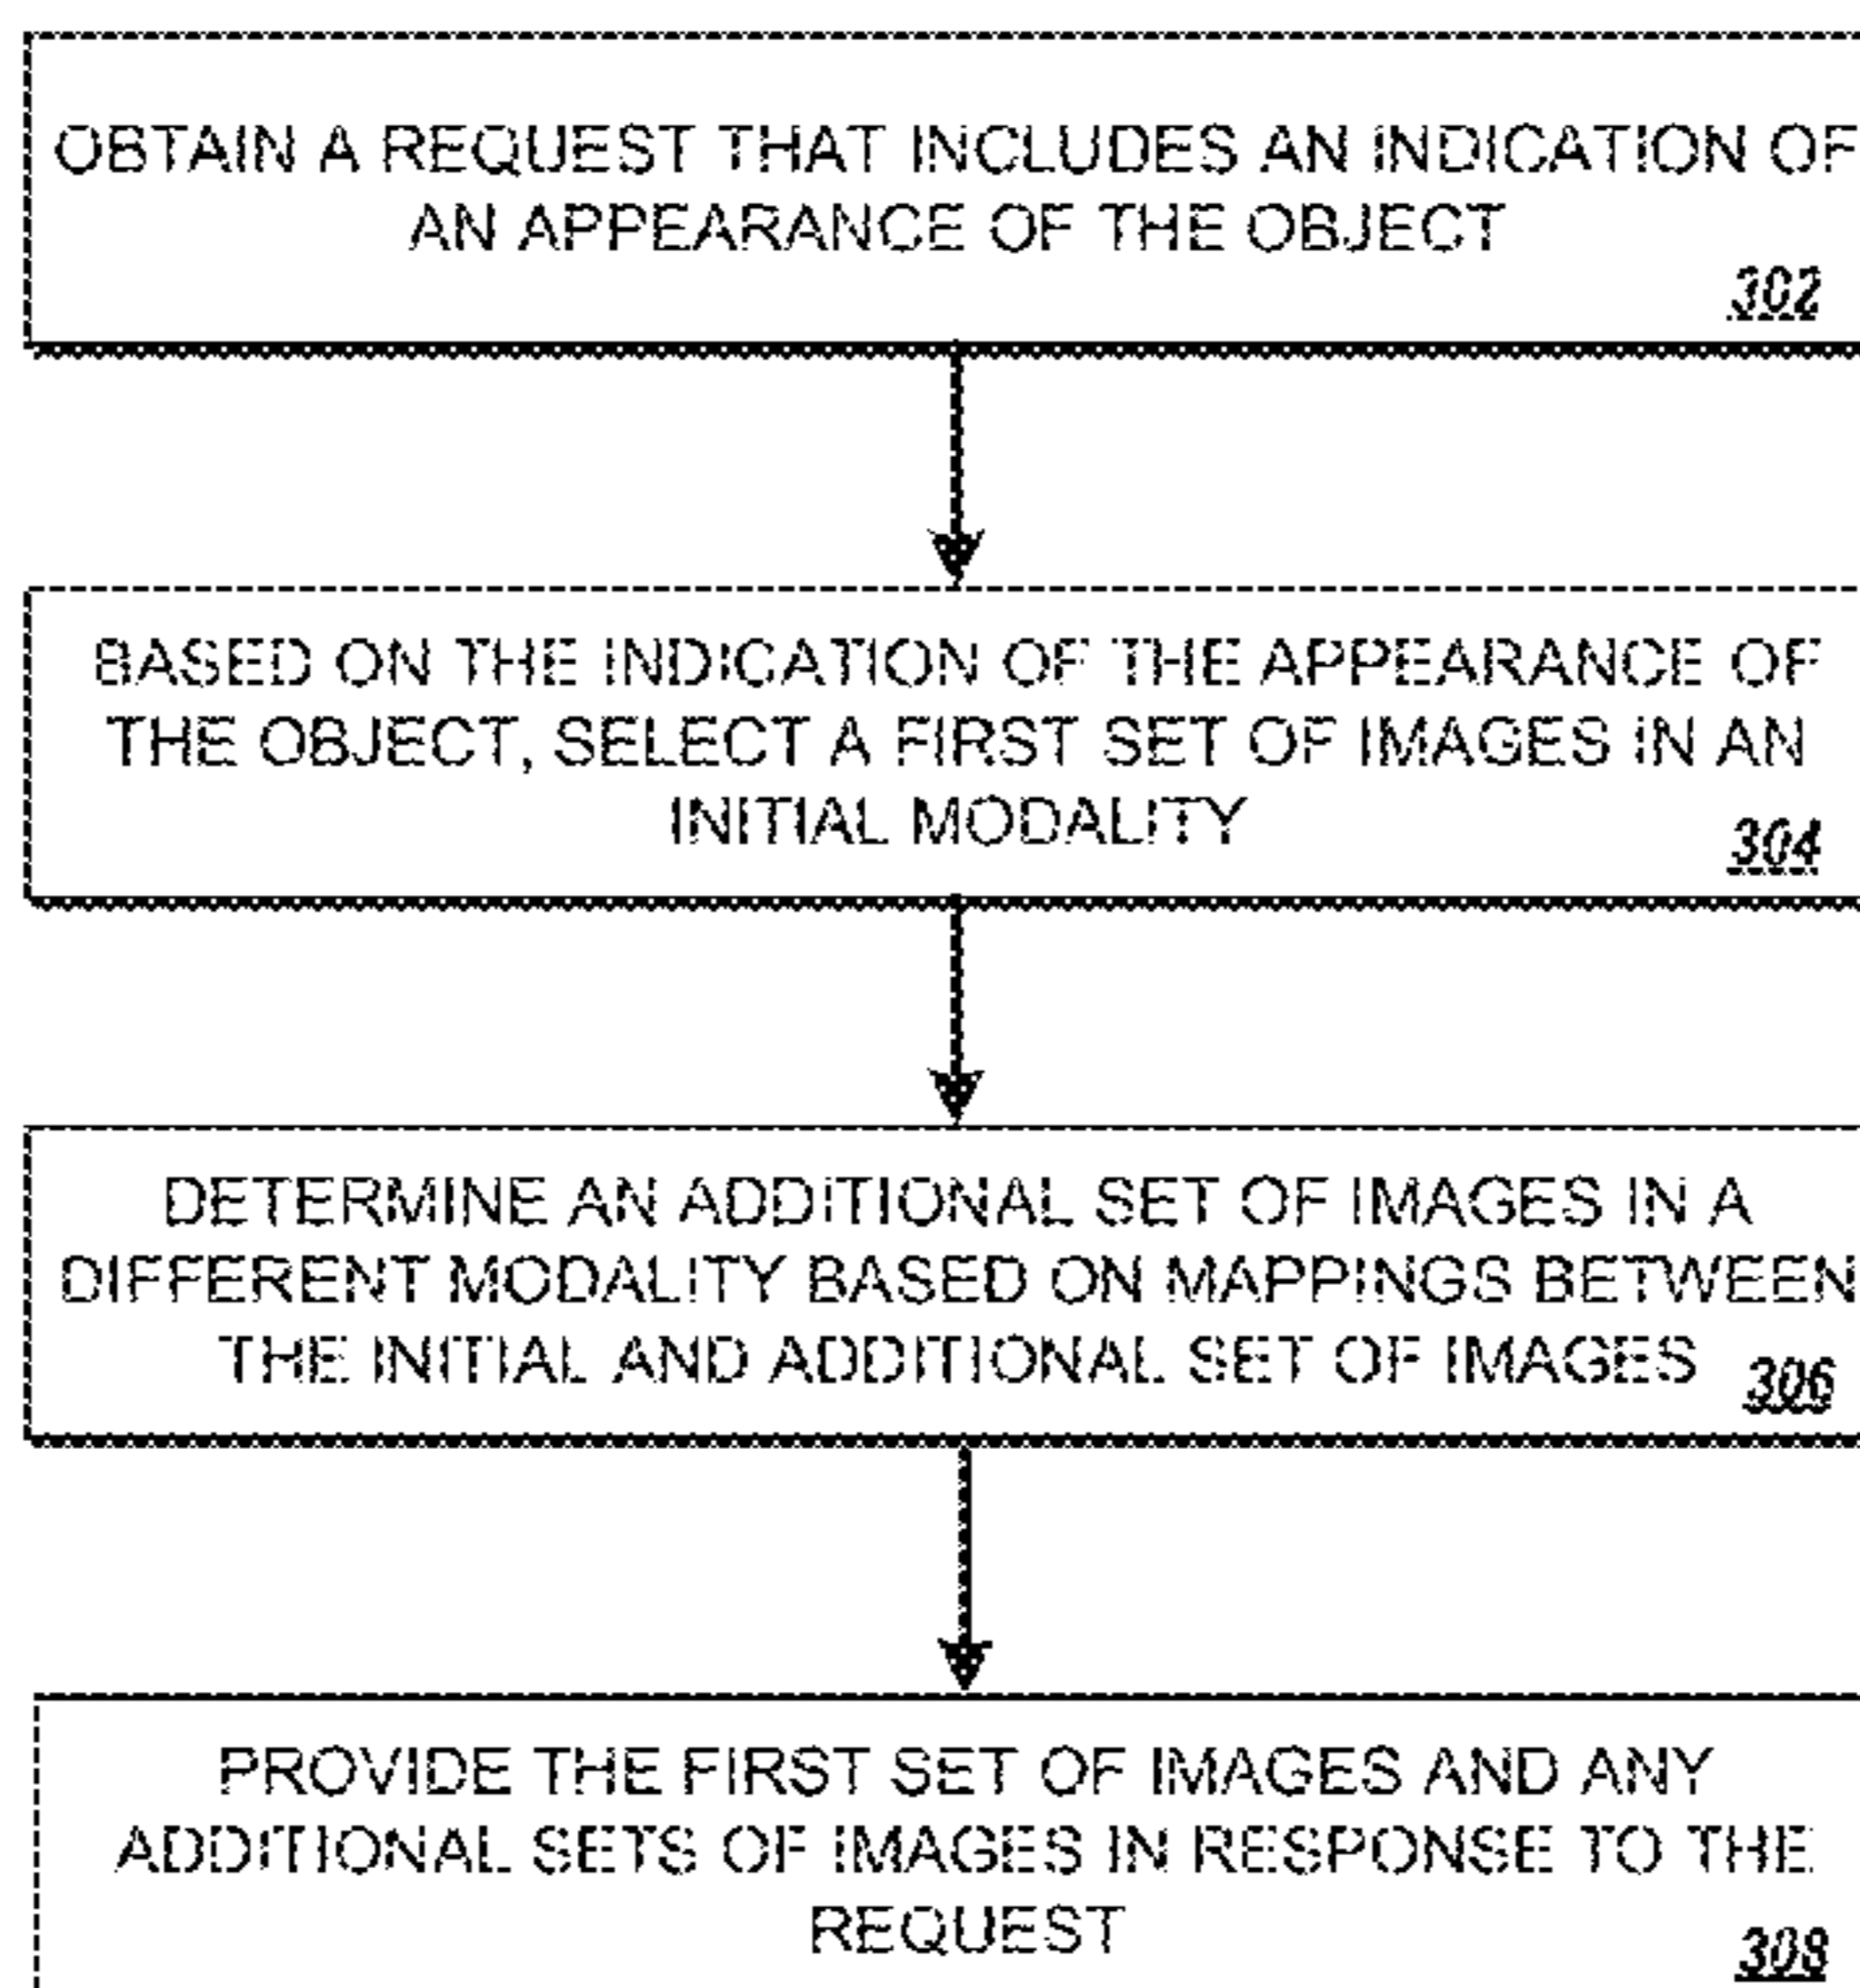 OBTAIN A REQUEST THAT INCLUDES AN INDICATION OF
AN APPEARANCE OF THE OBJECT
302
BASED ON THE INDICATION OF THE APPEARANCE OF
THE OBJECT, SELECT A FIRST SET OF IMAGES IN AN
INITIAL MODALITY
304
DETERMINE AN ADDITIONAL SET OF IMAGES IN A
DIFFERENT MODALITY BASED ON MAPPINGS BETWEEN
THE INITIAL AND ADDITIONAL SET OF IMAGES
306
PROVIDE THE FIRST SET OF IMAGES AND ANY
ADDITIONAL SETS OF IMAGES IN RESPONSE TO THE
REQUEST
308